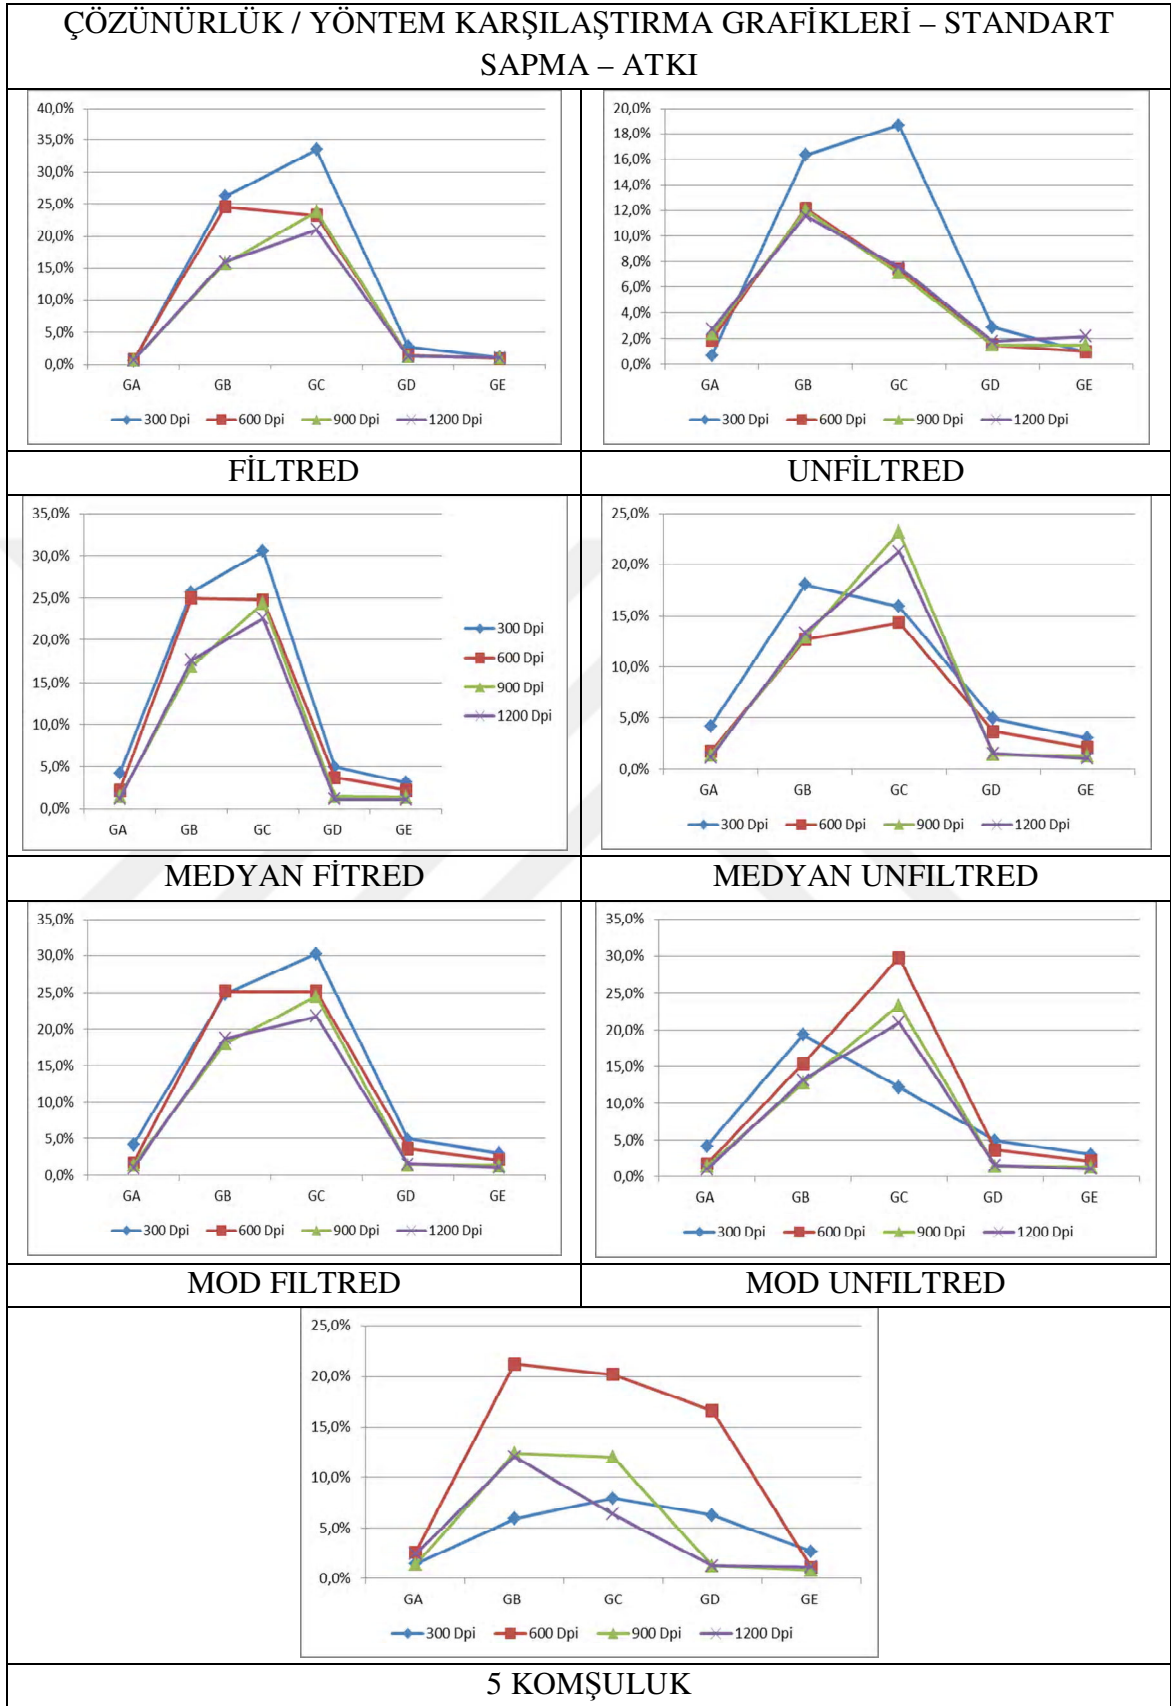 ÇÖZÜNÜRLÜK / YÖNTEM KARŞILAŞTIRMA GRAFİKLERİ – STANDART
SAPMA – ATKI
40,0%
35,0%
30,0%
25,0%
20,0%
15,0%
10,0%
5,0%
0,0%
GA GB GC GD GE
300 Dpi 600 Dpi 900 Dpi 1200 Dpi
20,0%
18,0%
16,0%
14,0%
12,0%
10,0%
8,0%
6,0%
4,0%
2,0%
0,0%
GA GB GC GD GE
300 Dpi 600 Dpi 900 Dpi 1200 Dpi
FİLTRED
UNFİLTRED
35,0%
30,0%
25,0%
20,0%
15,0%
10,0%
5,0%
0,0%
GA GB GC GD GE
300 Dpi
600 Dpi
900 Dpi
1200 Dpi
25,0%
20,0%
15,0%
10,0%
5,0%
0,0%
GA GB GC GD GE
300 Dpi 600 Dpi 900 Dpi 1200 Dpi
MEDYAN FİTRED
MEDYAN UNFILTRED
35,0%
30,0%
25,0%
20,0%
15,0%
10,0%
5,0%
0,0%
GA GB GC GD GE
300 Dpi 600 Dpi 900 Dpi 1200 Dpi
35,0%
30,0%
25,0%
20,0%
15,0%
10,0%
5,0%
0,0%
GA GB GC GD GE
300 Dpi 600 Dpi 900 Dpi 1200 Dpi
MOD FILTRED
MOD UNFILTRED
25,0%
20,0%
15,0%
10,0%
5,0%
0,0%
GA GB GC GD GE
300 Dpi 600 Dpi 900 Dpi 1200 Dpi
5 KOMŞULUK